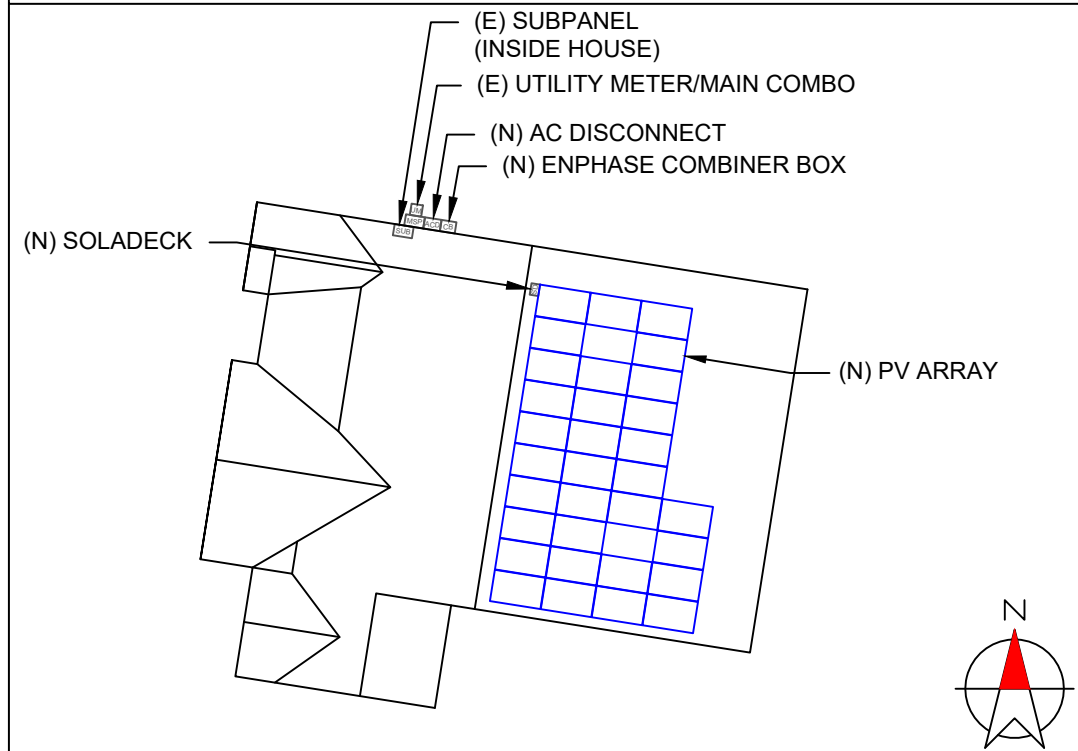 (E) SUBPANEL
(INSIDE HOUSE)
(E) UTILITY METER/MAIN COMBO
(N) AC DISCONNECT
(N) ENPHASE COMBINER BOX
UM
MSP
ACD
CB
SUB
(N) SOLADECK
(N) PV ARRAY
N